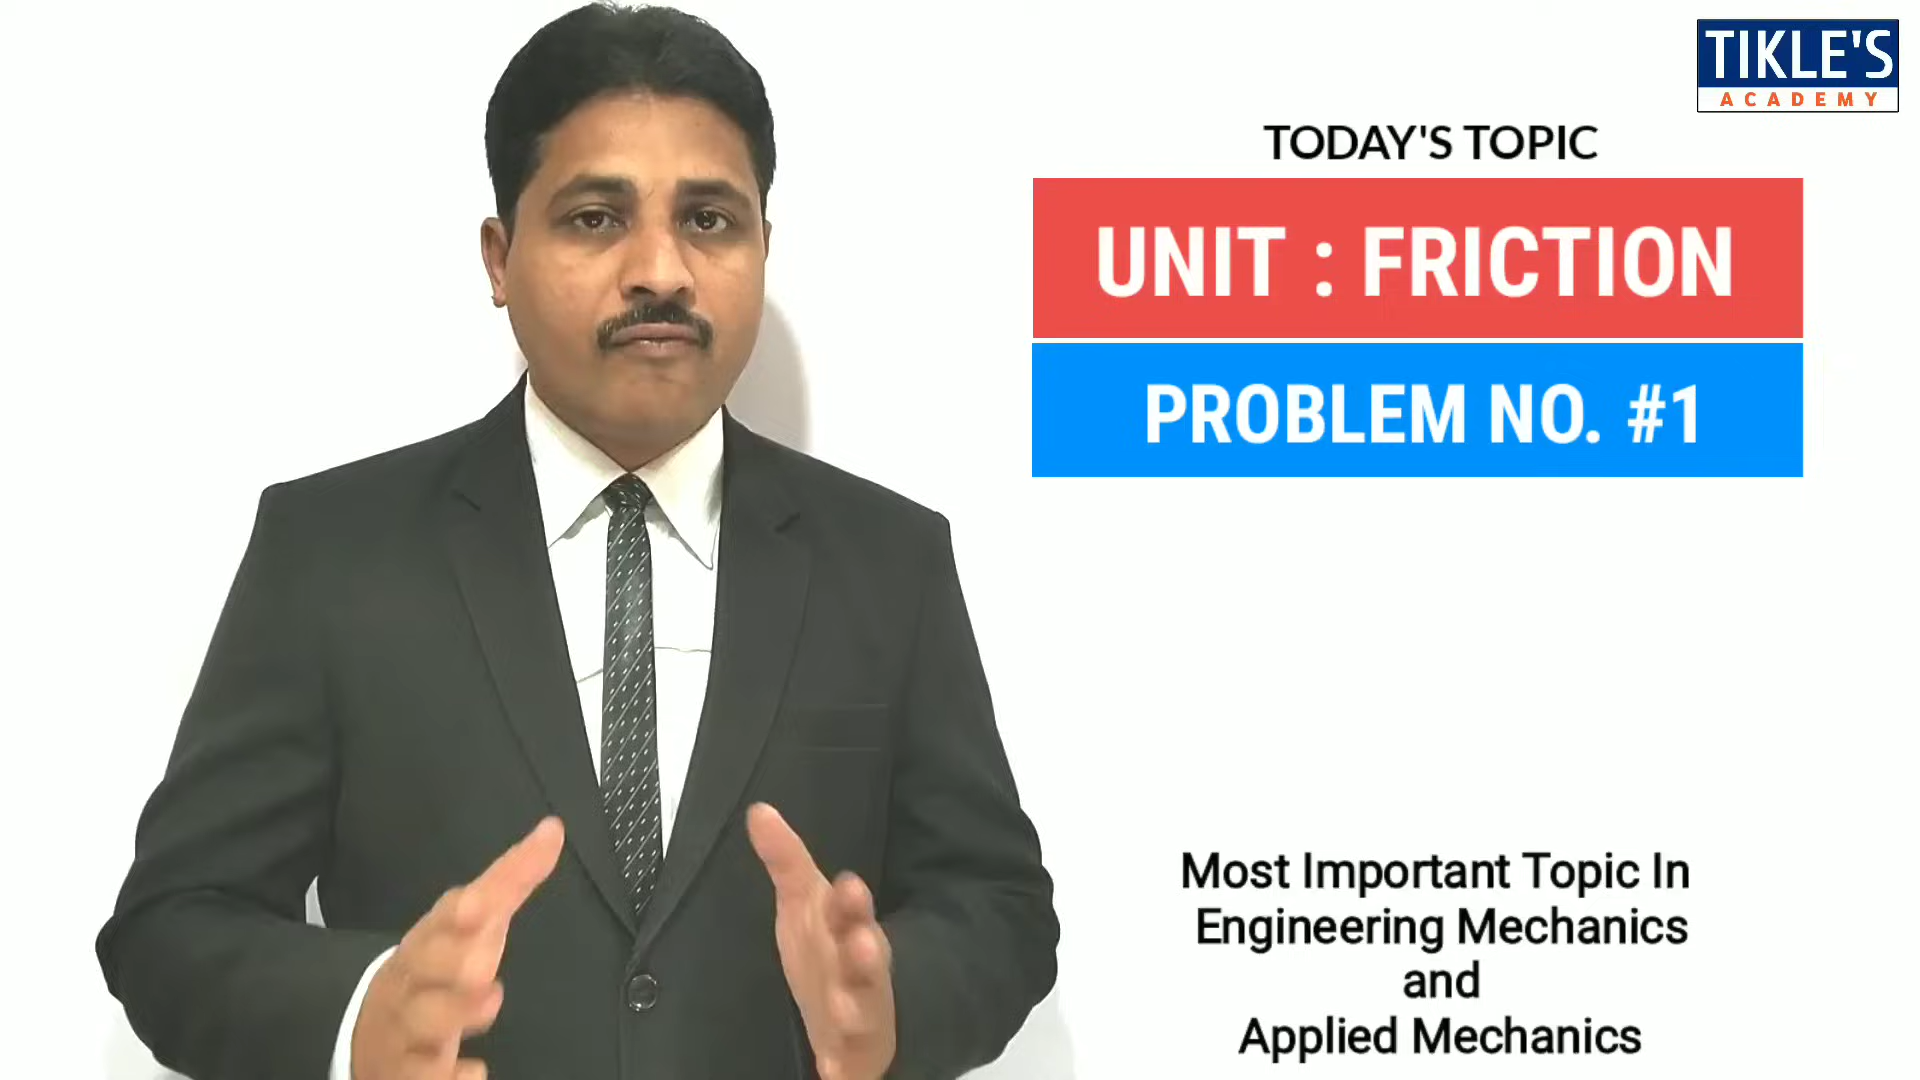 TIKLE'S
ACADEMY
TODAY'S TOPIC
UNIT : FRICTION
PROBLEM NO. #1
Most Important Topic In
Engineering Mechanics
and
Applied Mechanics